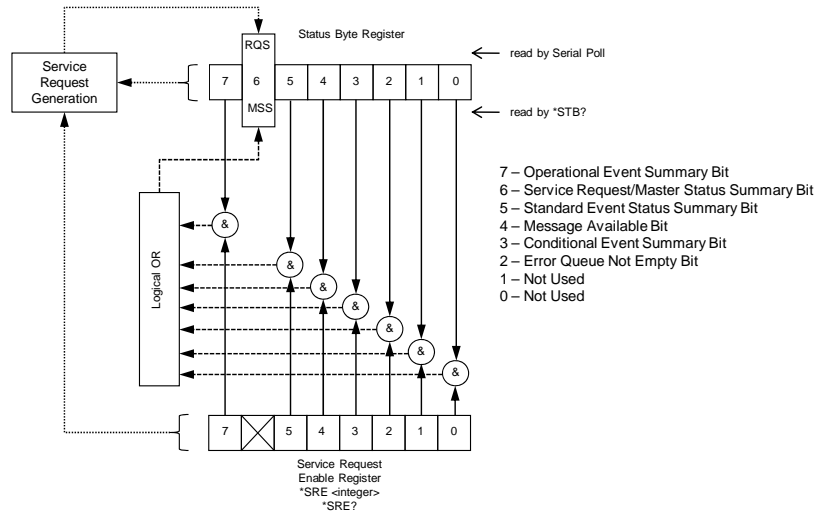 Status Byte Register
RQS
read by Serial Poll
Service
Request
Generation
7 6 5 4 3 2 1 0
MSS
read by *STB?
7 – Operational Event Summary Bit
6 – Service Request/Master Status Summary Bit
5 – Standard Event Status Summary Bit
4 – Message Available Bit
3 – Conditional Event Summary Bit
2 – Error Queue Not Empty Bit
1 – Not Used
0 – Not Used
Logical OR
&
&
&
&
&
&
&
7 5 4 3 2 1 0
Service Request
Enable Register
*SRE <integer>
*SRE?